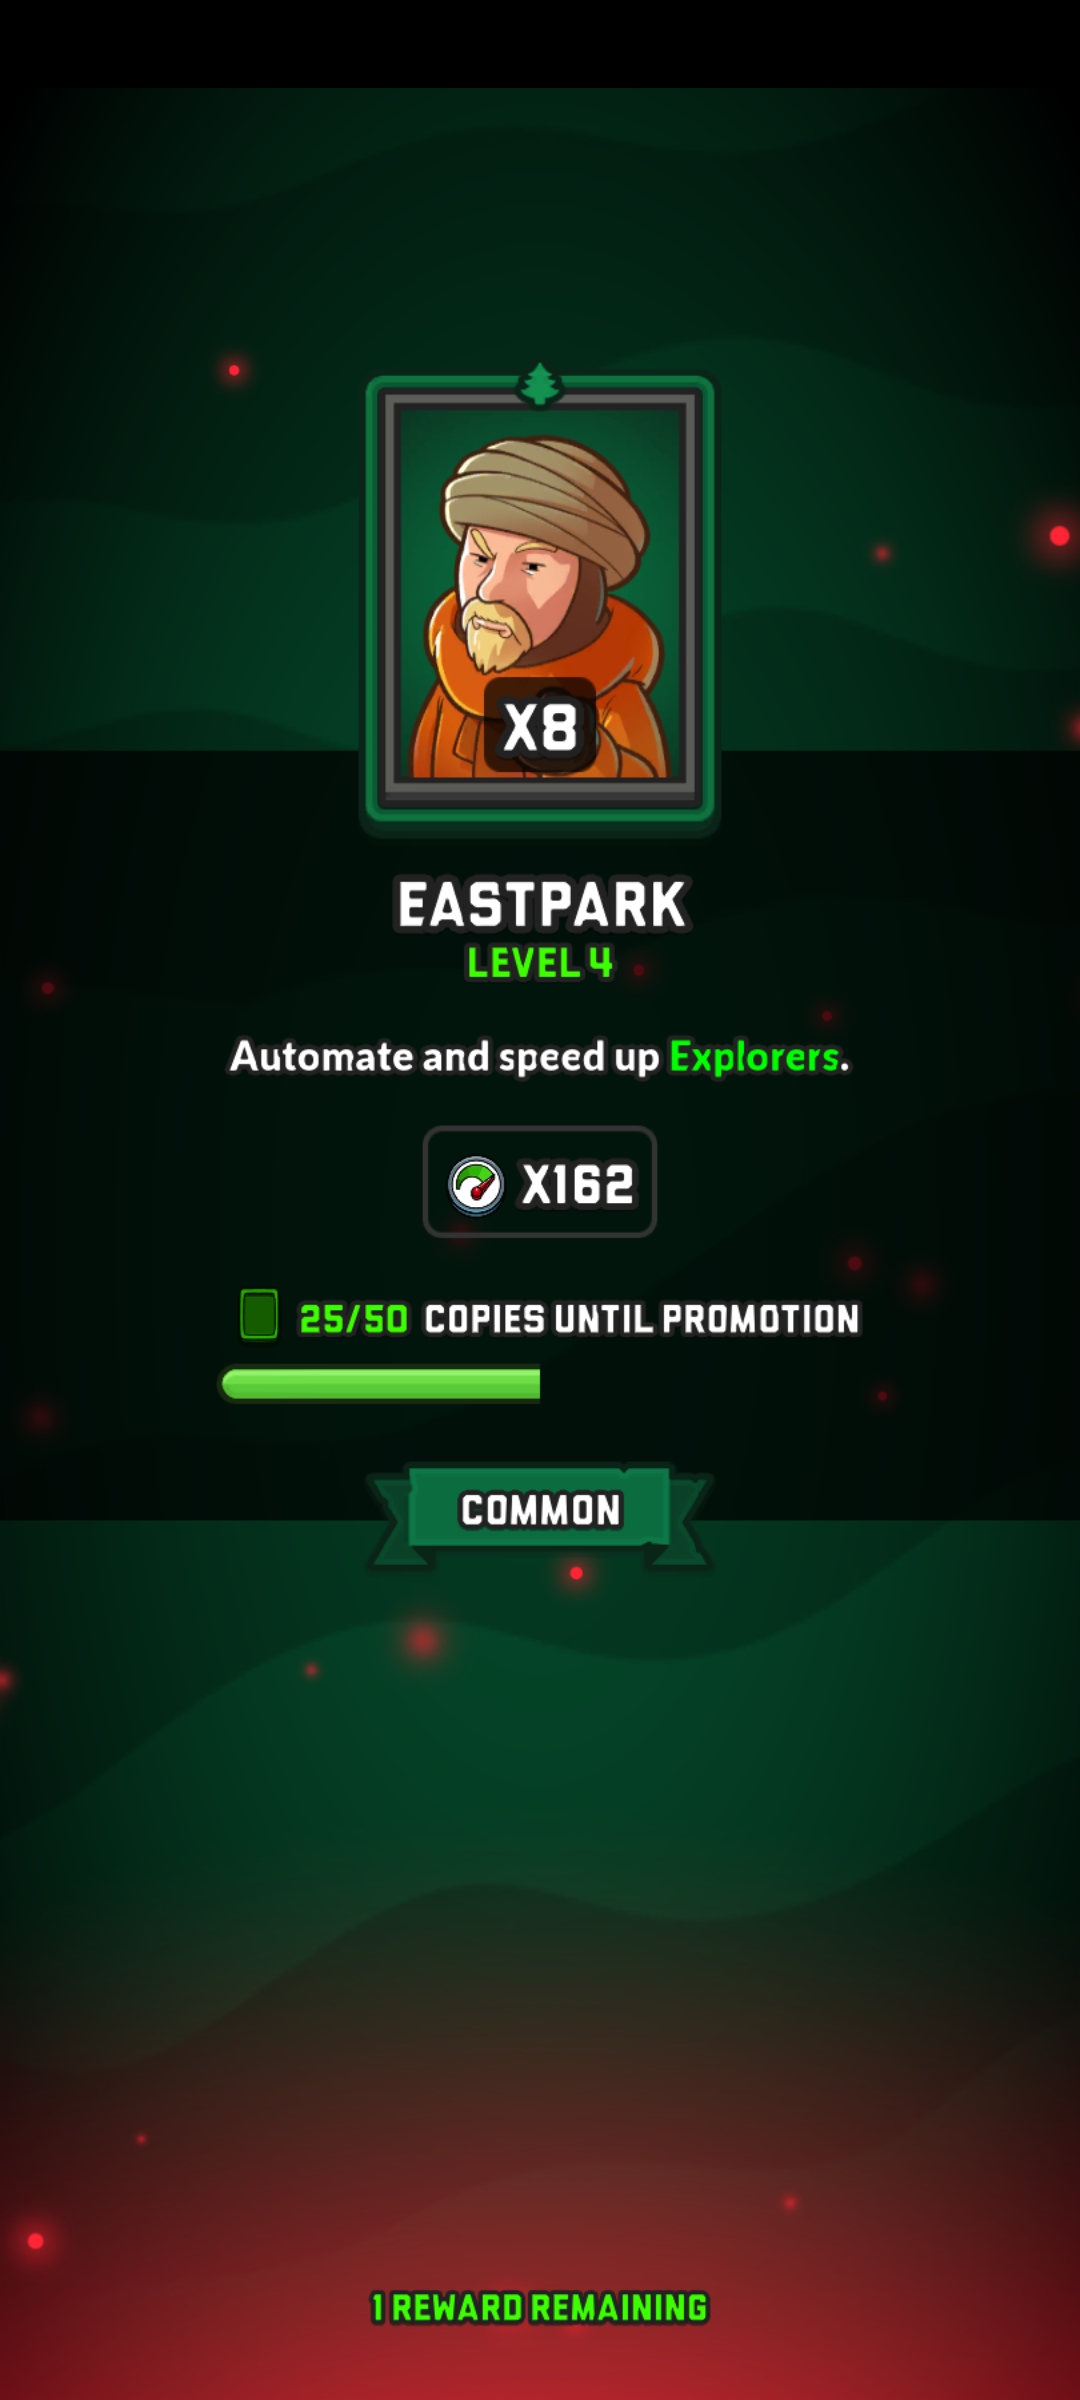 X8
EASTPARK
LEVEL 4
Automate and speed up Explorers.
X162
25/50 COPIES UNTIL PROMOTION
COMMON
1 REWARD REMAINING